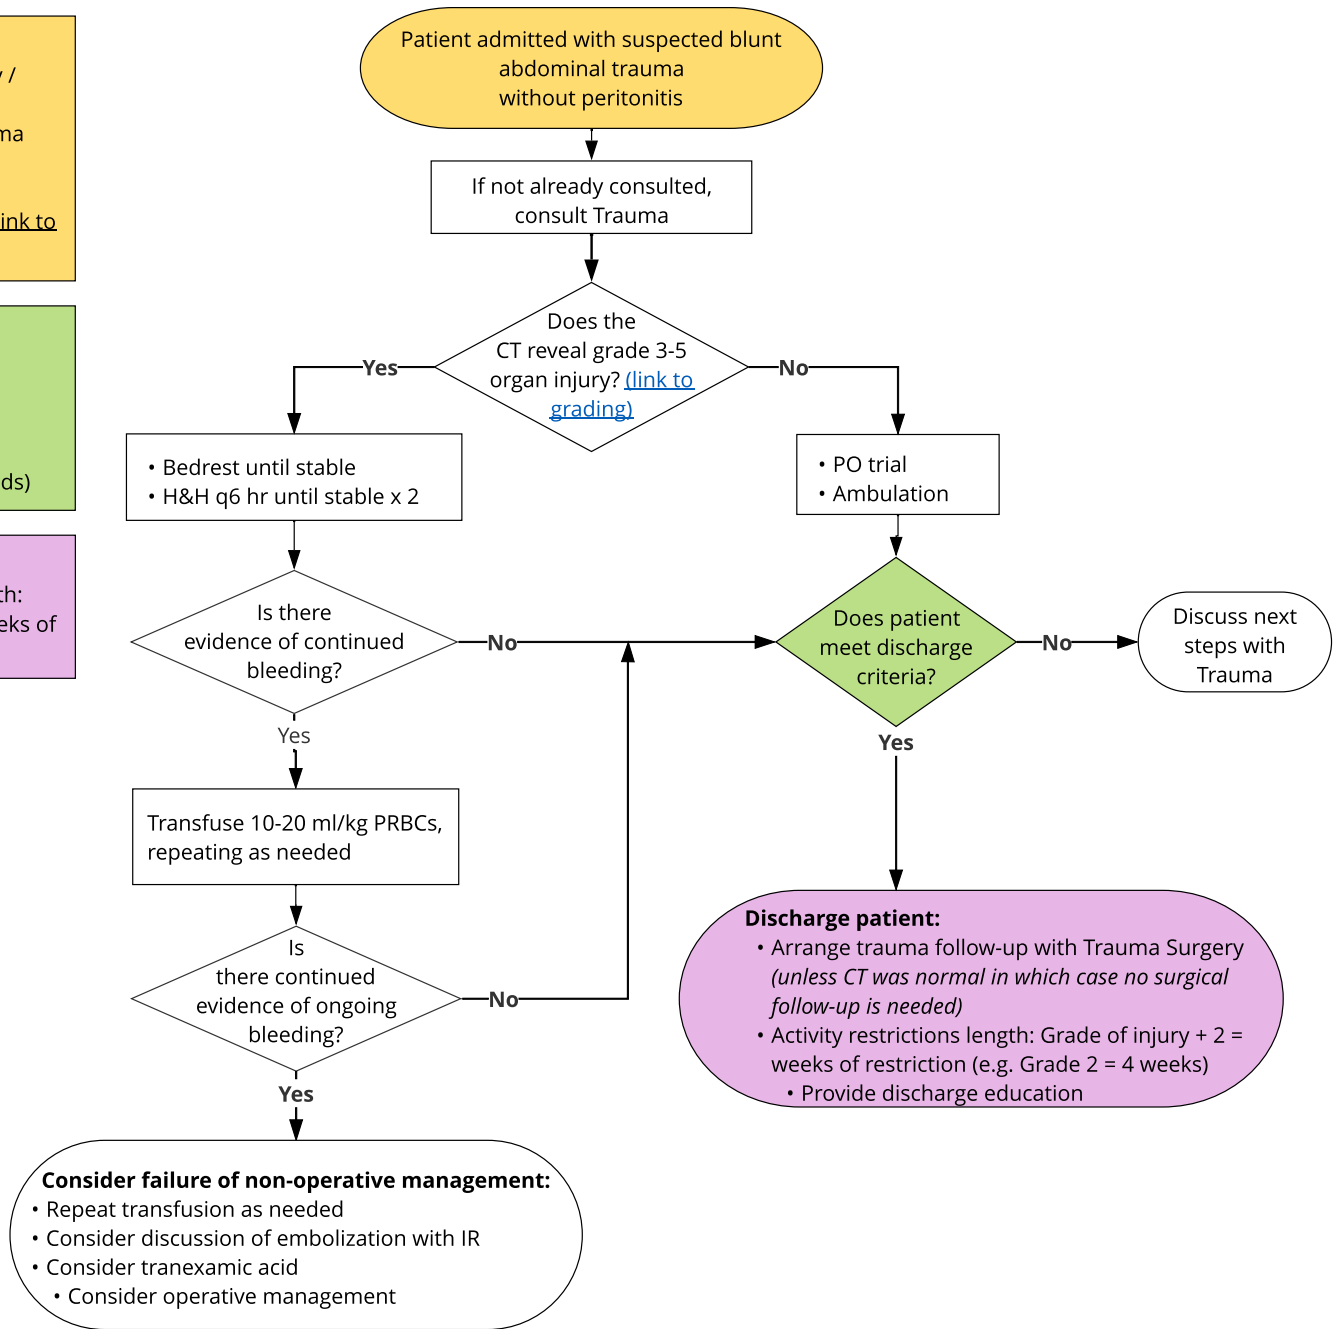 Patient admitted with suspected blunt
abdominal trauma
without peritonitis
If not already consulted,
consult Trauma
Does the
CT reveal grade 3-5
organ injury? (link to
grading)
Yes
No
• Bedrest until stable
• H&H q6 hr until stable x 2
• PO trial
• Ambulation
Is there
evidence of continued
bleeding?
No
Yes
Does patient
meet discharge
criteria?
No
Yes
Discuss next
steps with
Trauma
Transfuse 10-20 ml/kg PRBCs,
repeating as needed
Is
there continued
evidence of ongoing
bleeding?
No
Yes
Discharge patient:
• Arrange trauma follow-up with Trauma Surgery
(unless CT was normal in which case no surgical
follow-up is needed)
• Activity restrictions length: Grade of injury + 2 =
weeks of restriction (e.g. Grade 2 = 4 weeks)
• Provide discharge education
Consider failure of non-operative management:
• Repeat transfusion as needed
• Consider discussion of embolization with IR
• Consider tranexamic acid
• Consider operative management
/
to
of